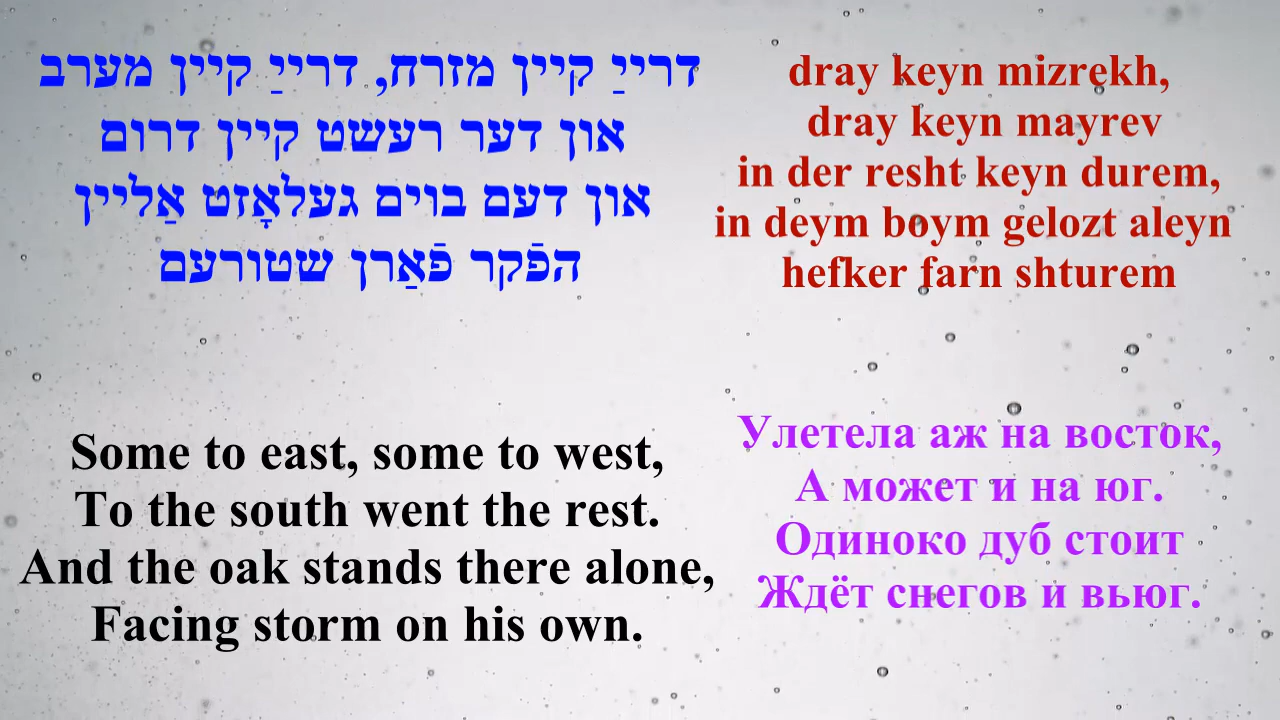 דרייַ קיין מזרח, דרייַ קיין מערב
און דער רעשט קיין דרום
און דעם בוים געלאָזט אַליין
הפֿקר פֿאַרן שטורעם
dray keyn mizrekh,
dray keyn mayrev
in der resht keyn durem,
in deym boym gelozt aleyn
hefker farn shturem
Some to east, some to west,
To the south went the rest.
And the oak stands there alone,
Facing storm on his own.
Улетела аж на восток,
А может и на юг.
Одиноко дуб стоит
Ждёт снегов и вьюг.